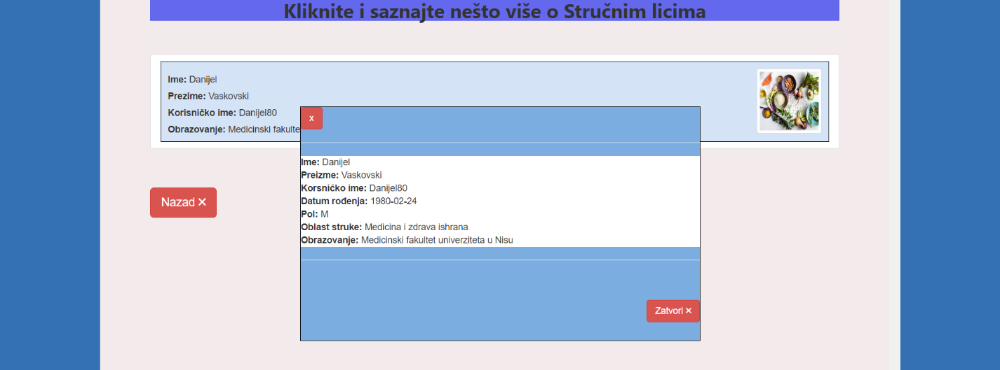 Kliknite i saznajte nešto više o Stručnim licima
Ime: Danijel
Prezime: Vaskovski
Korisničko ime: Danijel80
Obrazovanje: Medicinski fakulte
x
Ime: Danijel
Preizme: Vaskovski
Korsničko ime: Danijel80
Datum rođenja: 1980-02-24
Pol: M
Oblast struke: Medicina i zdrava ishrana
Obrazovanje: Medicinski fakultet univerziteta u Nisu
Nazad ×
Zatvori ×